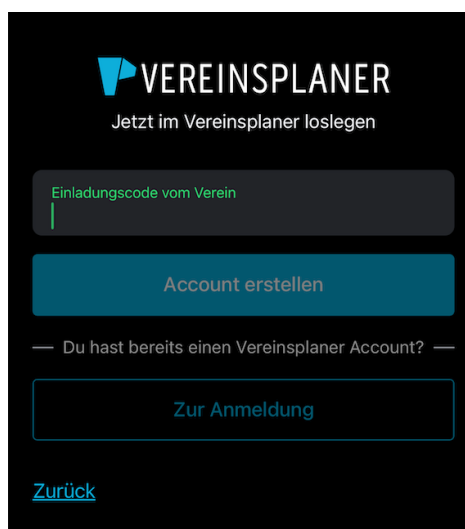 VEREINSPLANER
Jetzt im Vereinsplaner loslegen
Einladungscode vom Verein
Account erstellen
Du hast bereits einen Vereinsplaner Account?
Zur Anmeldung
Zurück